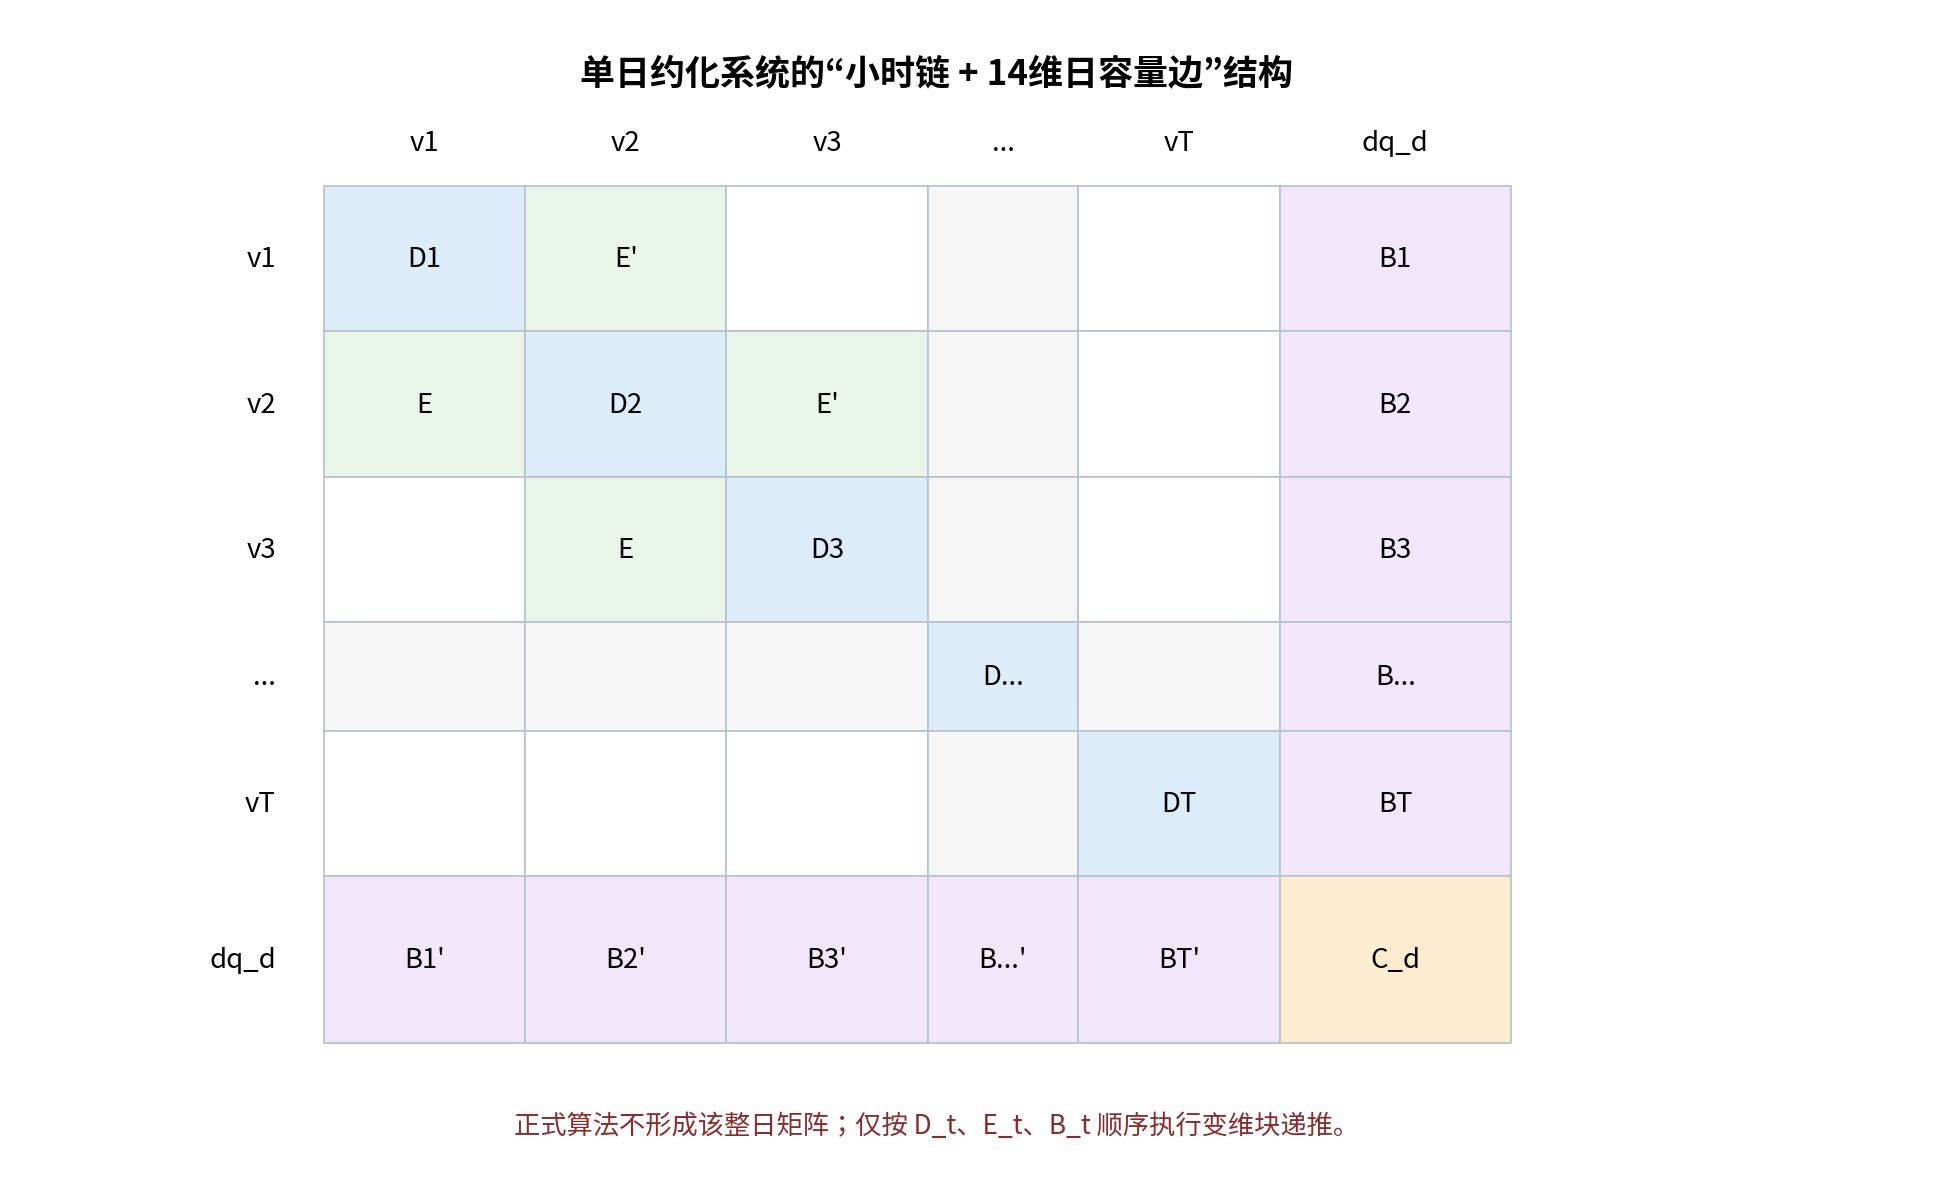 单日约化系统的“小时链 + 14维日容量边”结构
v1 v2 v3 ... vT dq_d
v1 D1 E' B1
v2 E D2 E' B2
v3 E D3 B3
... D... B...
vT DT BT
dq_d B1' B2' B3' B...' BT' C_d
正式算法不形成该整日矩阵；仅按 D_t、E_t、B_t 顺序执行变维块递推。